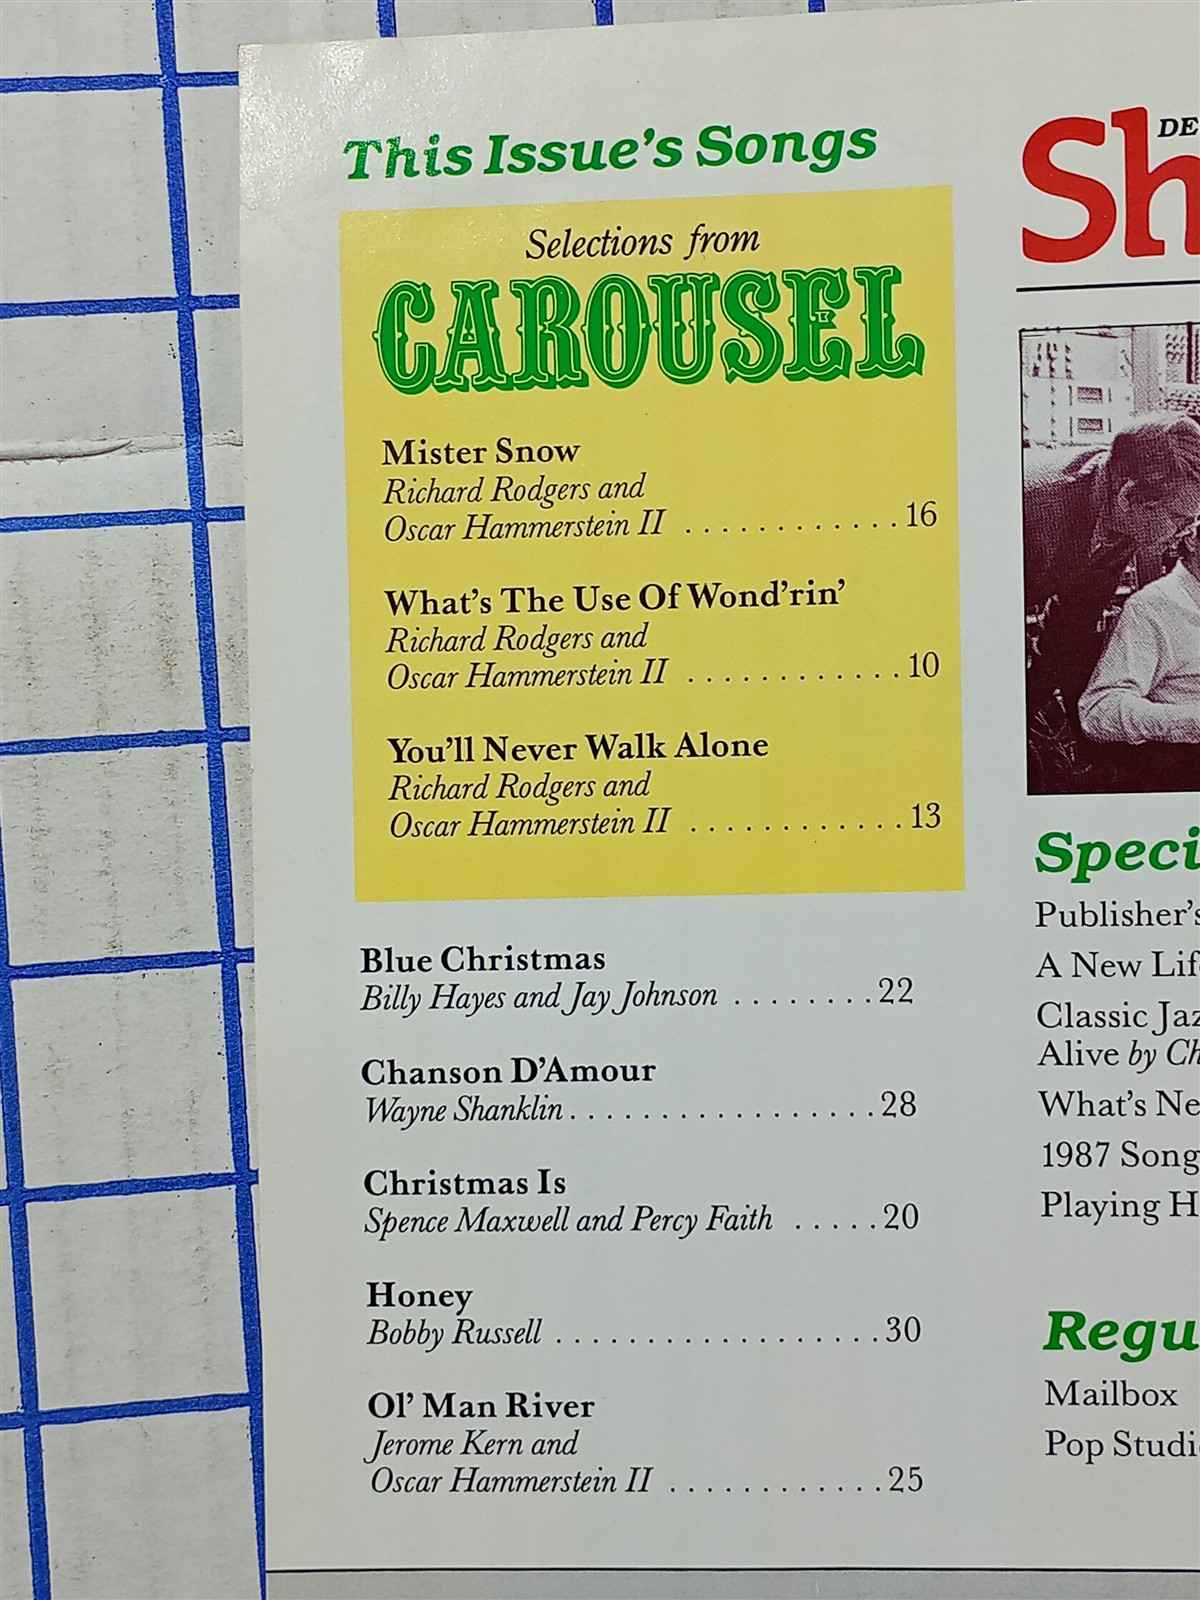 This Issue's Songs
Selections from
CAROUSEL
Mister Snow
Richard Rodgers and
Oscar Hammerstein II ............16
What's The Use Of Wond'rin'
Richard Rodgers and
Oscar Hammerstein II ............10
You'll Never Walk Alone
Richard Rodgers and
Oscar Hammerstein II ............13
Blue Christmas
Billy Hayes and Jay Johnson ........22
Chanson D'Amour
Wayne Shanklin.................28
Christmas Is
Spence Maxwell and Percy Faith .....20
Honey
Bobby Russell ..................30
Ol' Man River
Jerome Kern and
Oscar Hammerstein II ............25
DE
Sh
Speci
Publisher's
A New Lif
Classic Jaz
Alive by Ch
What's Ne
1987 Song
Playing H
Regu
Mailbox
Pop Studi